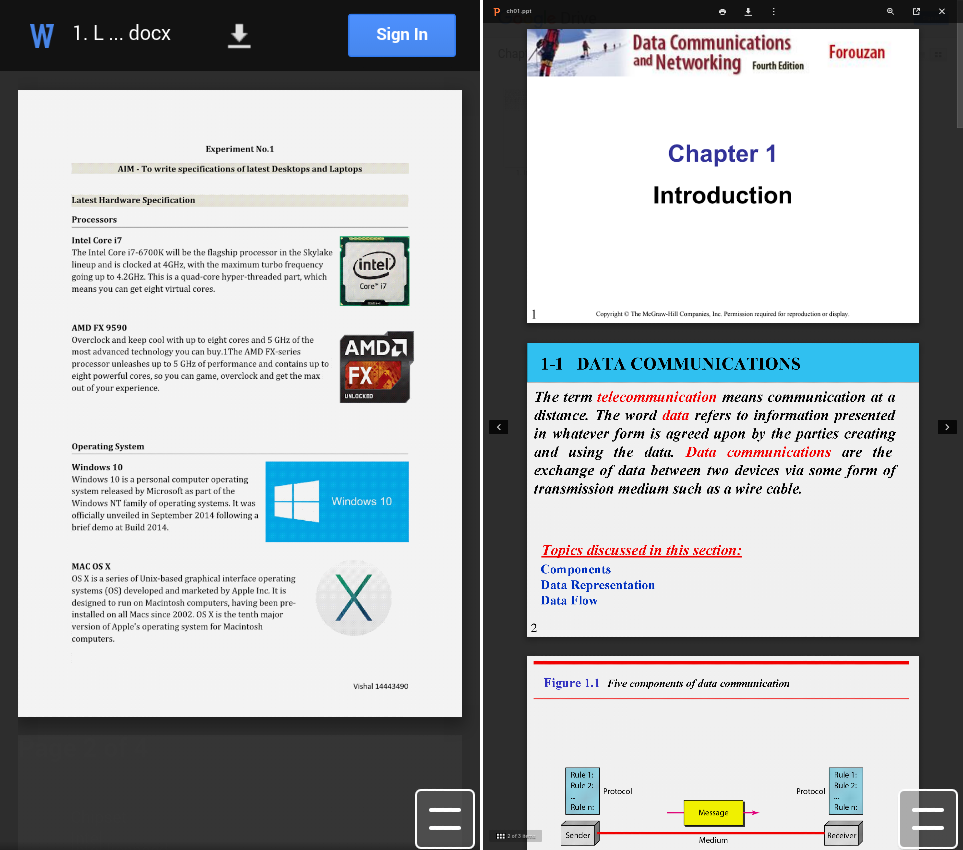 1. L ... docx
Sign In
Experiment No.1
AIM - To write specifications of latest Desktops and Laptops
Latest Hardware Specification
Processors
Intel Core i7
The Intel Core i7-6700K will be the flagship processor in the Skylake
lineup and is clocked at 4GHz, with the maximum turbo frequency
going up to 4.2GHz. This is a quad-core hyper-threaded part, which
means you can get eight virtual cores.
intel
Core™ i7
AMD FX 9590
Overclock and keep cool with up to eight cores and 5 GHz of the
most advanced technology you can buy.1The AMD FX-series
processor unleashes up to 5 GHz of performance and contains up to
eight powerful cores, so you can game, overclock and get the max
out of your experience.
AMD
FX
UNLOCKED
Operating System
Windows 10
Windows 10 is a personal computer operating
system released by Microsoft as part of the
Windows NT family of operating systems. It was
officially unveiled in September 2014 following a
brief demo at Build 2014.
Windows 10
MAC OS X
OS X is a series of Unix-based graphical interface operating
systems (OS) developed and marketed by Apple Inc. It is
designed to run on Macintosh computers, having been pre-
installed on all Macs since 2002. OS X is the tenth major
version of Apple's operating system for Macintosh
computers.
X
Vishal 14443490
ch01.ppt
Data Communications
and Networking Fourth Edition
Forouzan
Chapter 1
Introduction
1
Copyright © The McGraw-Hill Companies, Inc. Permission required for reproduction or display.
1-1 DATA COMMUNICATIONS
The term telecommunication means communication at a
distance. The word data refers to information presented
in whatever form is agreed upon by the parties creating
and using the data. Data communications are the
exchange of data between two devices via some form of
transmission medium such as a wire cable.
Topics discussed in this section:
Components
Data Representation
Data Flow
2
Figure 1.1 Five components of data communication
Rule 1:
Rule 2:
...
Rule n:
Protocol
Protocol
Rule 1:
Rule 2:
...
Rule n:
Message
Sender
Medium
Receiver